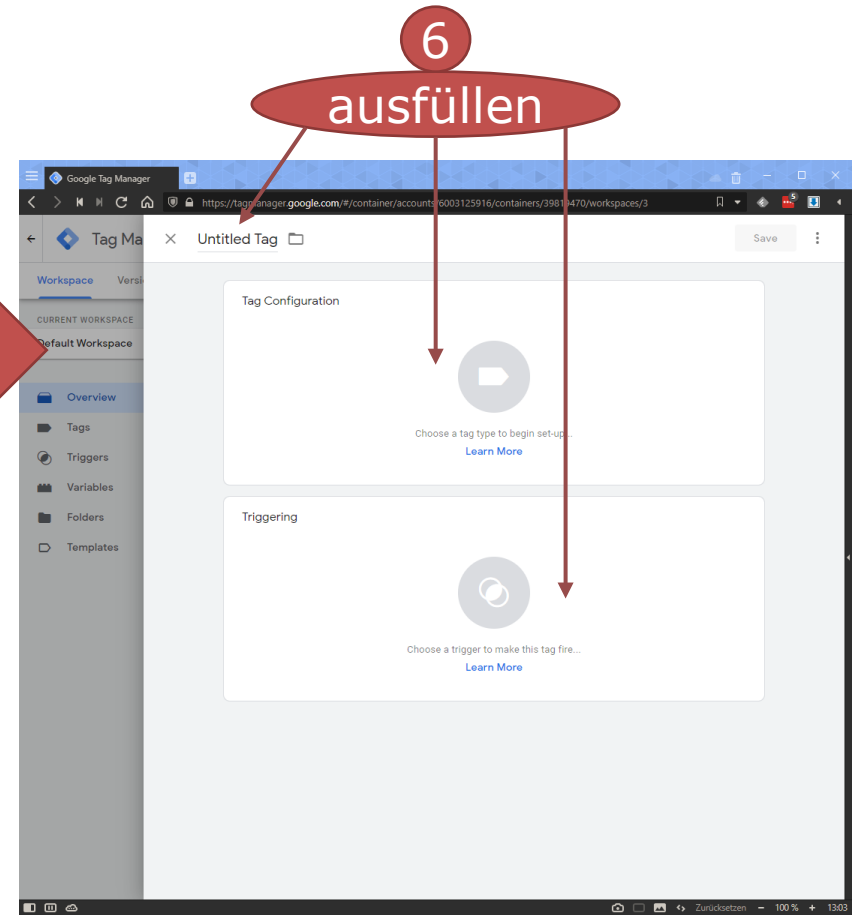 6
ausfüllen
Google Tag Manager
https://tagmanager.google.com/#/container/accounts/6003125916/containers/39819470/workspaces/3
5
Tag Ma
Untitled Tag
Save
Workspace Versi
CURRENT WORKSPACE
Default Workspace
Overview
Tags
Triggers
Variables
Folders
Templates
Tag Configuration
Choose a tag type to begin set-up...
Learn More
Triggering
Choose a trigger to make this tag fire...
Learn More
Zurücksetzen − 100 % + 13:03